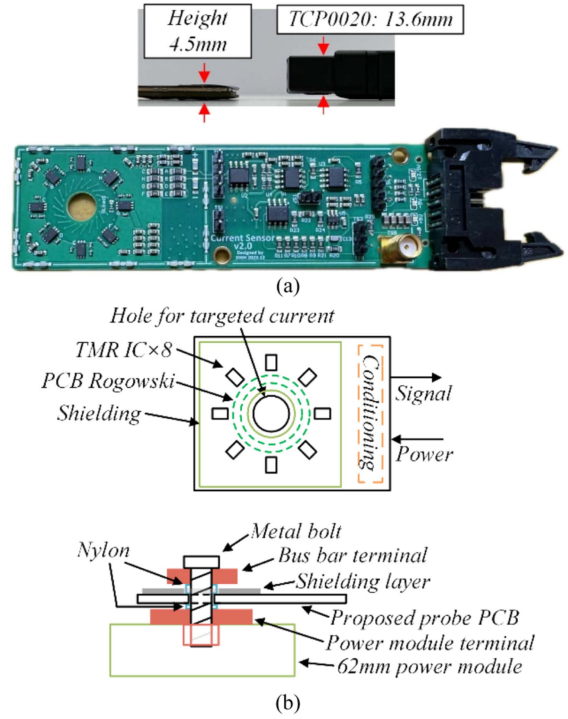 Height
4.5mm
TCP0020: 13.6mm
Current Sensor
v2.0
(a)
Hole for targeted current
TMR IC×8
PCB Rogowski
Shielding
Conditioning
Signal
Power
Metal bolt
Nylon
Bus bar terminal
Shielding layer
Proposed probe PCB
Power module terminal
62mm power module
(b)